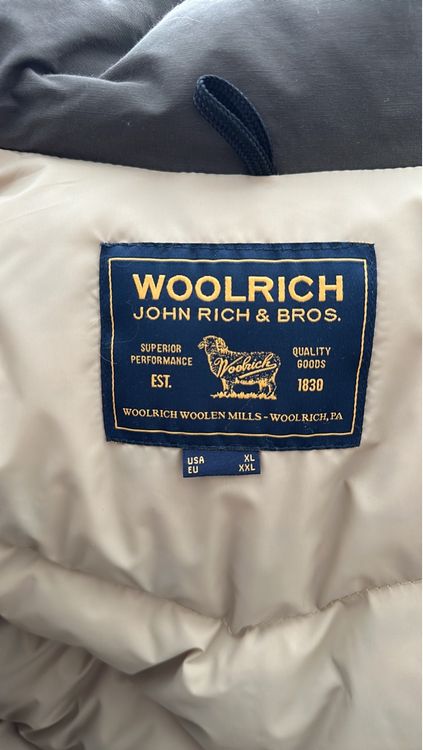 WOOLRICH
JOHN RICH & BROS.
SUPERIOR
PERFORMANCE
EST.
Woolrich
QUALITY
GOODS
1830
WOOLRICH WOOLEN MILLS - WOOLRICH, PA
USA XL
EU XXL